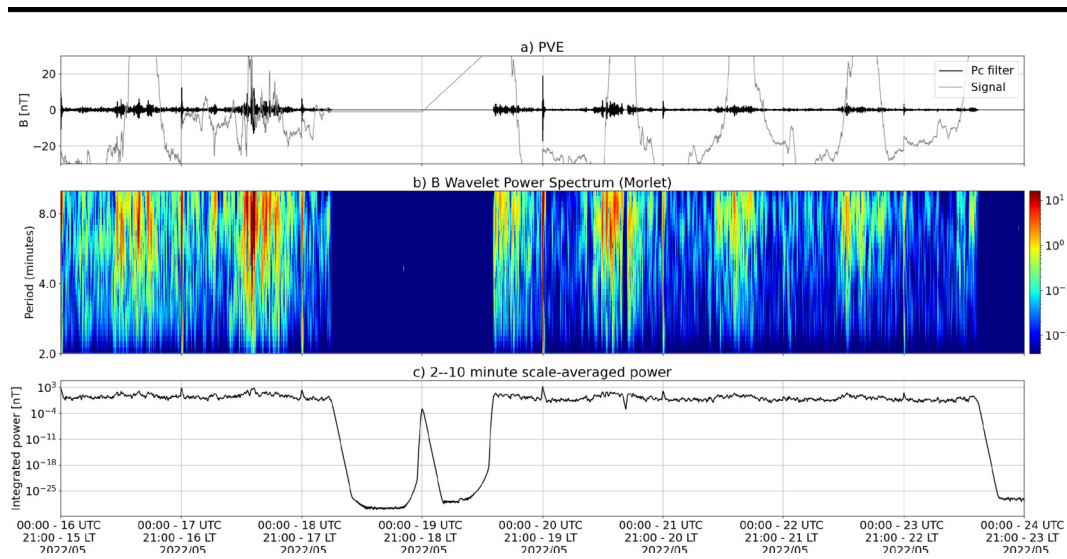 a) PVE
20
0
−20
B [nT]
Pc filter
Signal
b) B Wavelet Power Spectrum (Morlet)
8.0
4.0
2.0
Period (minutes)
10¹
10⁰
c) 2--10 minute scale-averaged power
10³
10⁻⁴
10⁻¹¹
10⁻¹⁸
10⁻²⁵
Integrated power [nT]
00:00 - 16 UTC 00:00 - 17 UTC 00:00 - 18 UTC 00:00 - 19 UTC 00:00 - 20 UTC 00:00 - 21 UTC 00:00 - 22 UTC 00:00 - 23 UTC 00:00 - 24 UTC
21:00 - 15 LT 21:00 - 16 LT 21:00 - 17 LT 21:00 - 18 LT 21:00 - 19 LT 21:00 - 20 LT 21:00 - 21 LT 21:00 - 22 LT 21:00 - 23 LT
2022/05 2022/05 2022/05 2022/05 2022/05 2022/05 2022/05 2022/05 2022/05